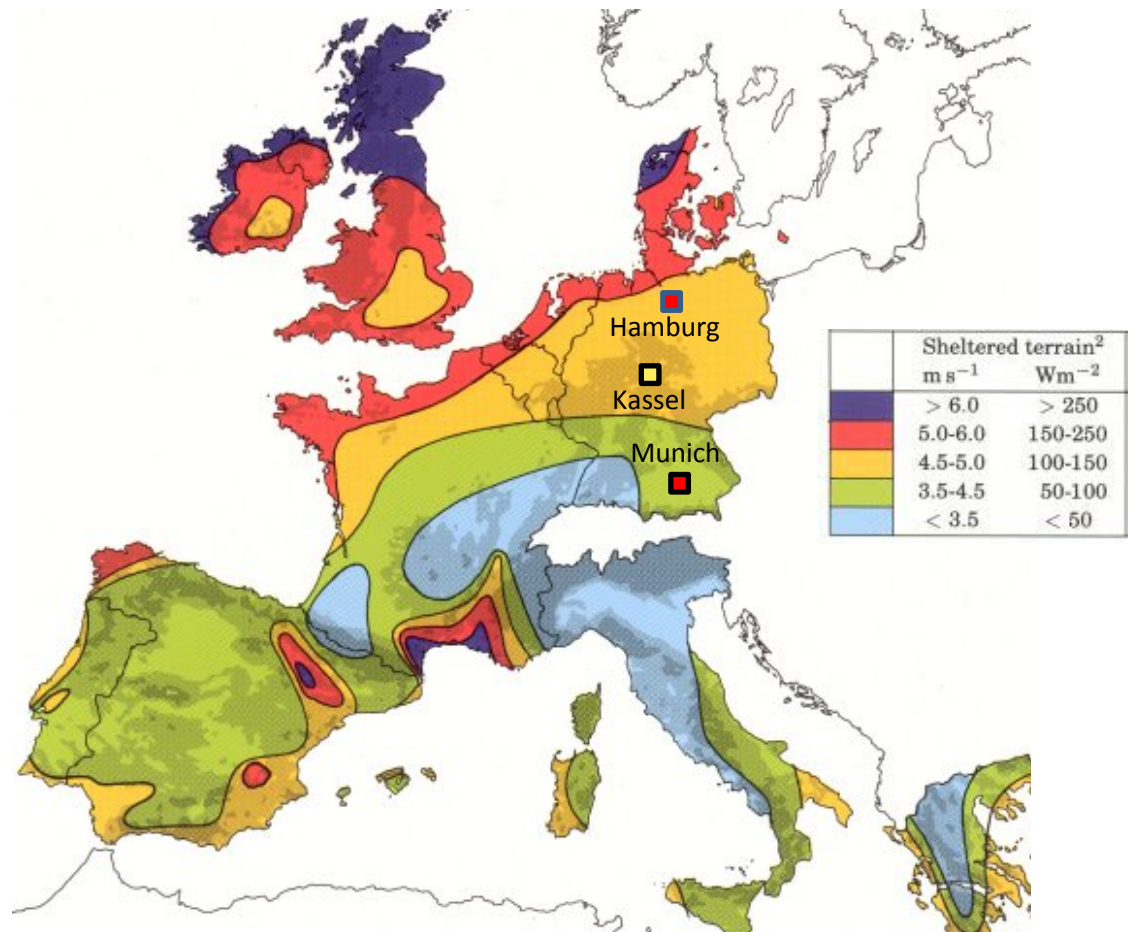 Hamburg
Kassel
Munich
Sheltered terrain²
m s⁻¹ Wm⁻²
> 6.0 > 250
5.0-6.0 150-250
4.5-5.0 100-150
3.5-4.5 50-100
< 3.5 < 50